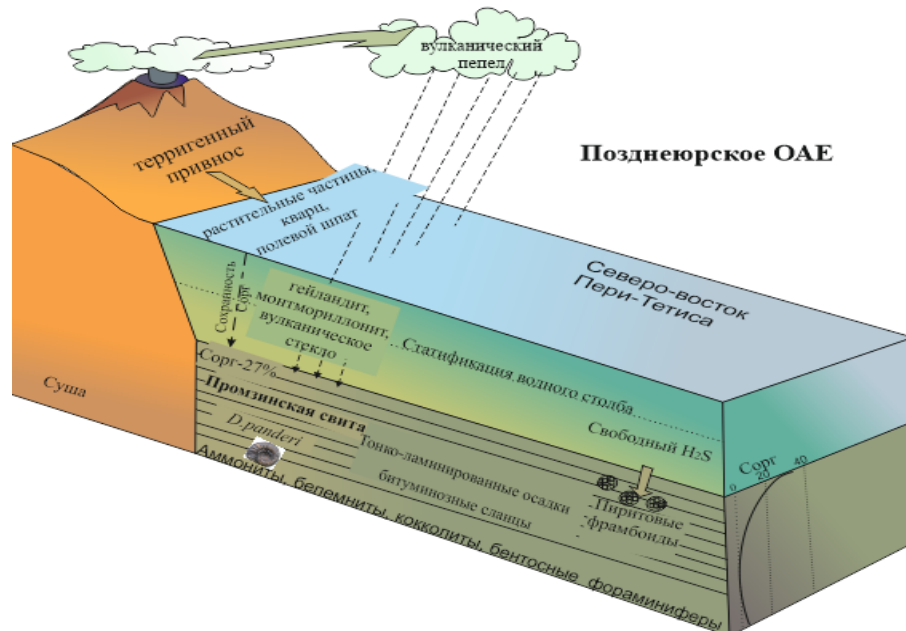 вулканический
пепел
Позднеюрское ОАЕ
терригенный
привнос
растительные частицы,
кварц,
полевой шпат
Северо-восток
Пери-Тетиса
Сохранность
Сорг
гейландит,
монтмориллонит,
вулканическое
стекло
Статификация водного столба
Суша
Сорг-27%
Промзинская свита
D.panderi
Свободный H2S
Тонко-ламинированные осадки
битуминозные сланцы
Пиритовые
фрамбоиды
Аммониты, белемниты, кокколиты, бентосные фораминиферы
Сорг
0 20 40